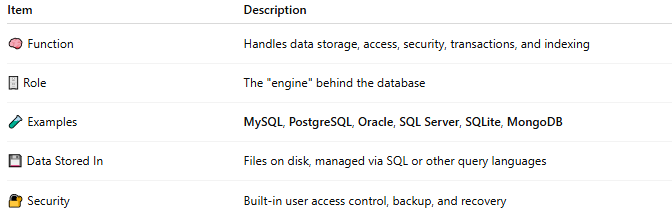 Item Description
🧠 Function Handles data storage, access, security, transactions, and indexing
🧾 Role The "engine" behind the database
🧪 Examples MySQL, PostgreSQL, Oracle, SQL Server, SQLite, MongoDB
💾 Data Stored In Files on disk, managed via SQL or other query languages
🔐 Security Built-in user access control, backup, and recovery